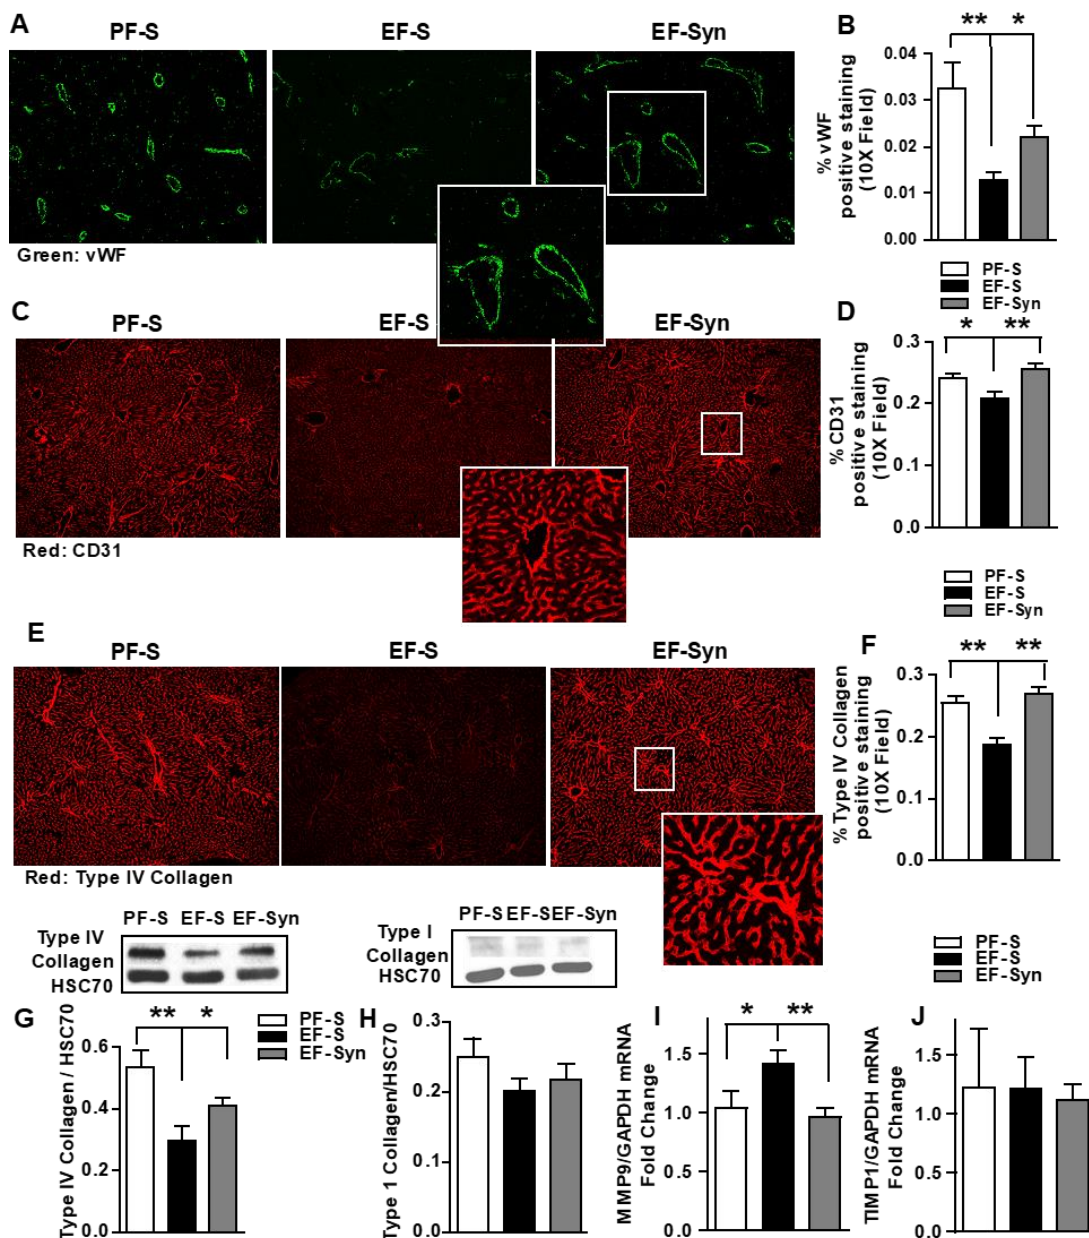 A
PF-S
EF-S
EF-Syn
Green: vWF
B
** *
% vWF
positive staining
(10X Field)
0.04
0.03
0.02
0.01
0.00
PF-S
EF-S
EF-Syn
C
PF-S
EF-S
EF-Syn
Red: CD31
D
* **
% CD31
positive staining
(10X Field)
0.3
0.2
0.1
0.0
PF-S
EF-S
EF-Syn
E
PF-S
EF-S
EF-Syn
Red: Type IV Collagen
F
** **
%Type IV Collagen
positive staining
(10X Field)
0.3
0.2
0.1
0.0
PF-S
EF-S
EF-Syn
PF-S EF-S EF-Syn
Type IV
Collagen
HSC70
PF-S EF-S EF-Syn
Type I
Collagen
HSC70
G
** *
Type IV Collagen / HSC70
0.6
0.4
0.2
0.0
PF-S
EF-S
EF-Syn
H
Type 1 Collagen/HSC70
0.3
0.2
0.1
0.0
I
* **
MMP9/GAPDH mRNA
Fold Change
1.5
1.0
0.5
0.0
J
TIMP1/GAPDH mRNA
Fold Change
1.5
1.0
0.5
0.0